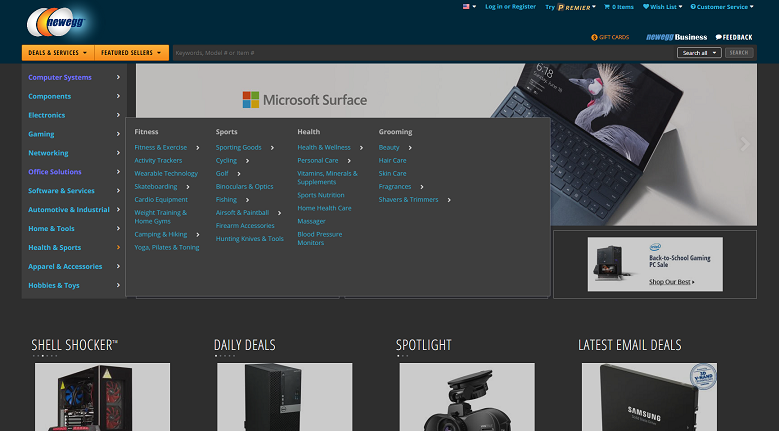 newegg
Log in or Register
Try PREMIER
0 Items
Wish List
Customer Service
GIFT CARDS
newegg Business
FEEDBACK
DEALS & SERVICES
FEATURED SELLERS
Keywords, Model # or Item #
Search all
SEARCH
Computer Systems
Components
Electronics
Gaming
Networking
Office Solutions
Software & Services
Automotive & Industrial
Home & Tools
Health & Sports
Apparel & Accessories
Hobbies & Toys
Microsoft Surface
6:18
Fitness
Fitness & Exercise
Activity Trackers
Wearable Technology
Skateboarding
Cardio Equipment
Weight Training &
Home Gyms
Camping & Hiking
Yoga, Pilates & Toning
Sports
Sporting Goods
Cycling
Golf
Binoculars & Optics
Fishing
Airsoft & Paintball
Firearm Accessories
Hunting Knives & Tools
Health
Health & Wellness
Personal Care
Vitamins, Minerals &
Supplements
Sports Nutrition
Home Health Care
Massager
Blood Pressure
Monitors
Grooming
Beauty
Hair Care
Skin Care
Fragrances
Shavers & Trimmers
intel
Back-to-School Gaming
PC Sale
Shop Our Best
SHELL SHOCKER™
DAILY DEALS
SPOTLIGHT
LATEST EMAIL DEALS
SAMSUNG
V-NAND